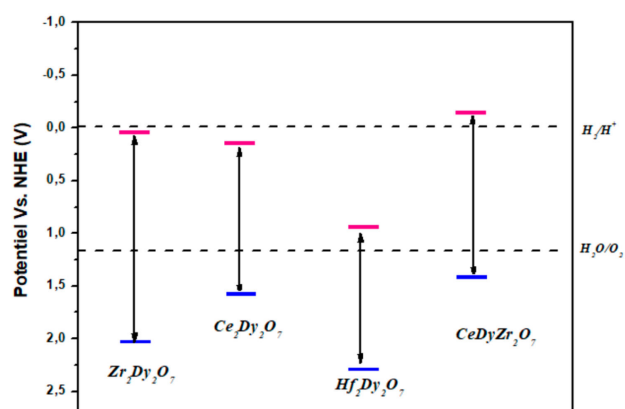 Potentiel Vs. NHE (V)
-1,0
-0,5
0,0
0,5
1,0
1,5
2,0
2,5
H₂/H⁺
H₂O/O₂
Zr₂Dy₂O₇
Ce₂Dy₂O₇
Hf₂Dy₂O₇
CeDyZr₂O₇